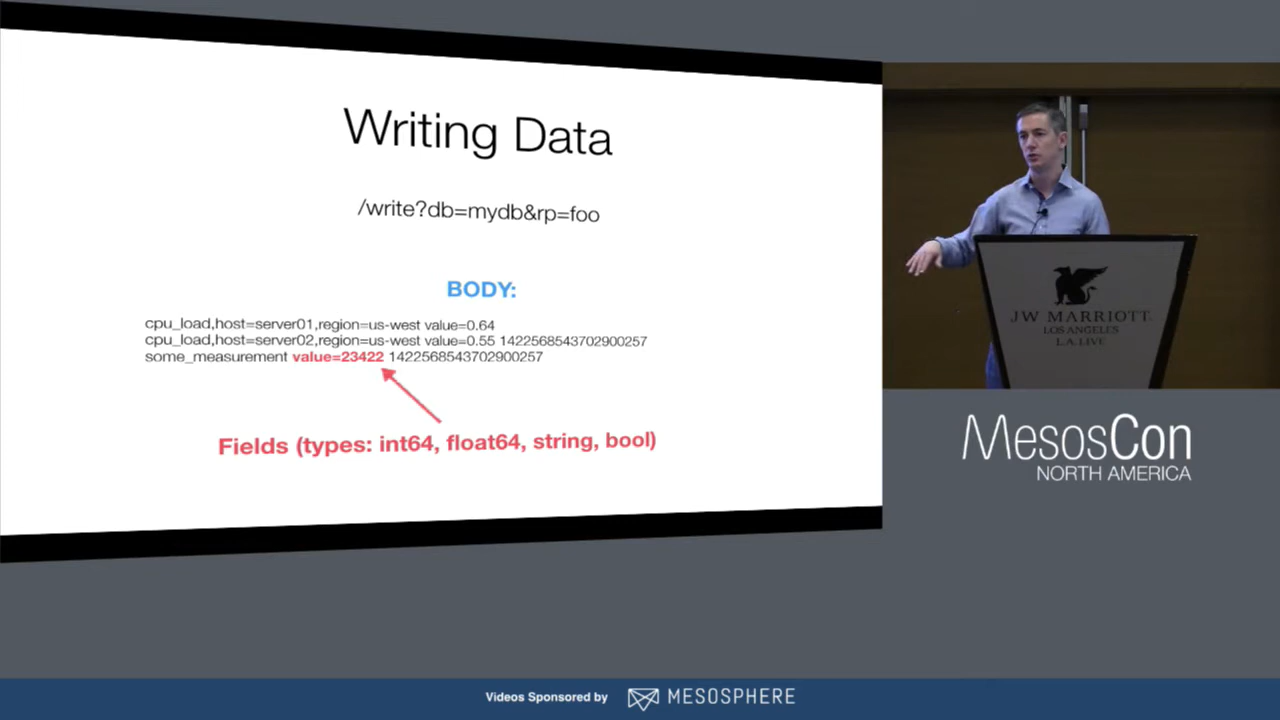 Writing Data
/write?db=mydb&rp=foo
BODY:
cpu_load,host=server01,region=us-west value=0.64
cpu_load,host=server02,region=us-west value=0.55 1422568543702900257
some_measurement value=23422 1422568543702900257
Fields (types: int64, float64, string, bool)
JW MARRIOTT
LOS ANGELES
L.A. LIVE
MesosCon
NORTH AMERICA
Videos Sponsored by MESOSPHERE